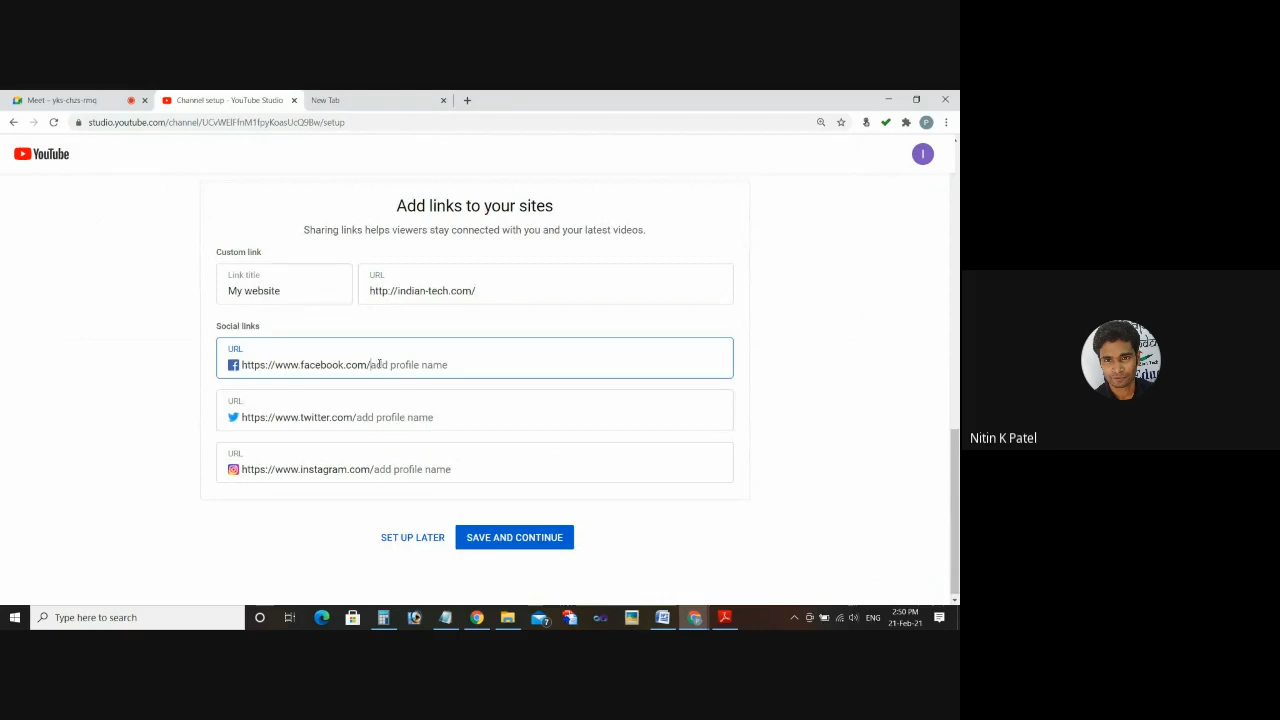 Meet – yks-chzs-rmq
Channel setup - YouTube Studio
New Tab
studio.youtube.com/channel/UCvWElFfnM1fpyKoasUcQ9Bw/setup
P
YouTube
I
Add links to your sites
Sharing links helps viewers stay connected with you and your latest videos.
Custom link
Link title
My website
URL
http://indian-tech.com/
Social links
URL
https://www.facebook.com/add profile name
URL
https://www.twitter.com/add profile name
URL
https://www.instagram.com/add profile name
SET UP LATER
SAVE AND CONTINUE
Nitin K Patel
Type here to search
7
ENG
2:50 PM
21-Feb-21